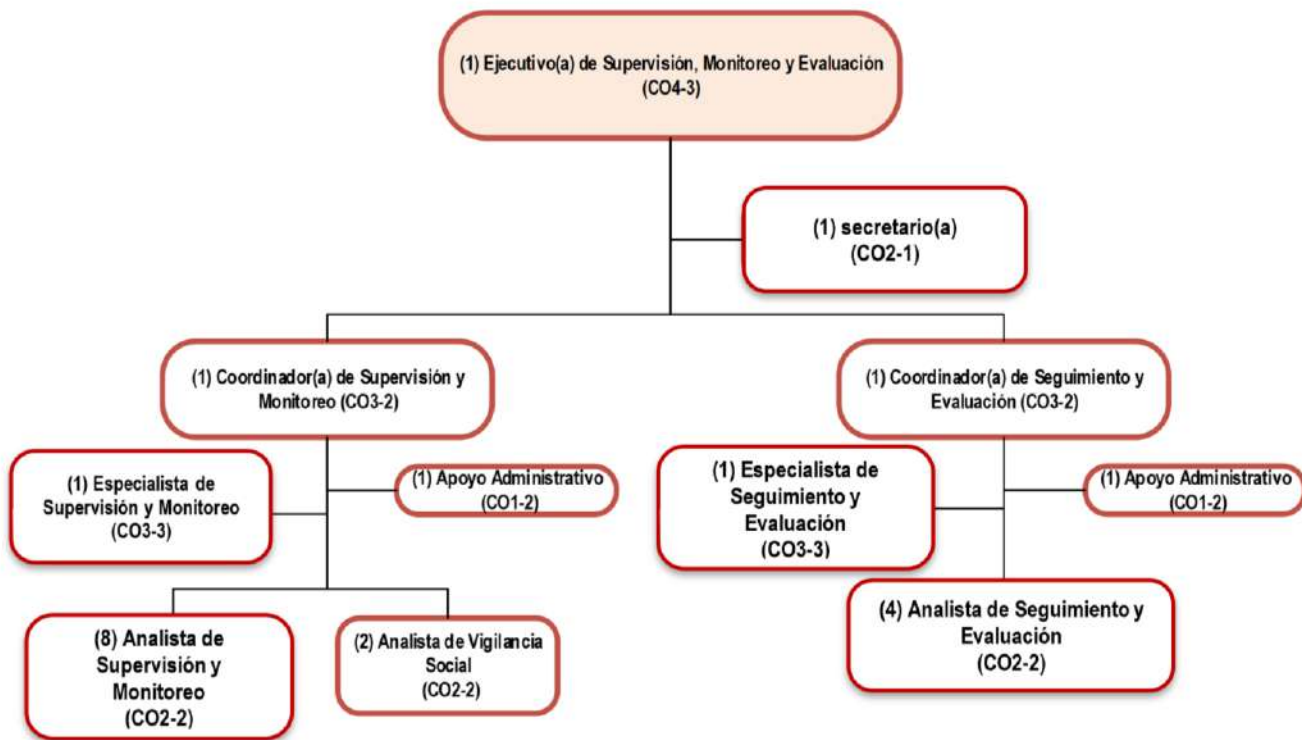 (1) Ejecutivo(a) de Supervisión, Monitoreo y Evaluación
(CO4-3)
(1) secretario(a)
(CO2-1)
(1) Coordinador(a) de Supervisión y
Monitoreo (CO3-2)
(1) Coordinador(a) de Seguimiento y
Evaluación (CO3-2)
(1) Especialista de
Supervisión y Monitoreo
(CO3-3)
(1) Apoyo Administrativo
(CO1-2)
(1) Especialista de
Seguimiento y
Evaluación
(CO3-3)
(1) Apoyo Administrativo
(CO1-2)
(8) Analista de
Supervisión y
Monitoreo
(CO2-2)
(2) Analista de Vigilancia
Social
(CO2-2)
(4) Analista de Seguimiento y
Evaluación
(CO2-2)